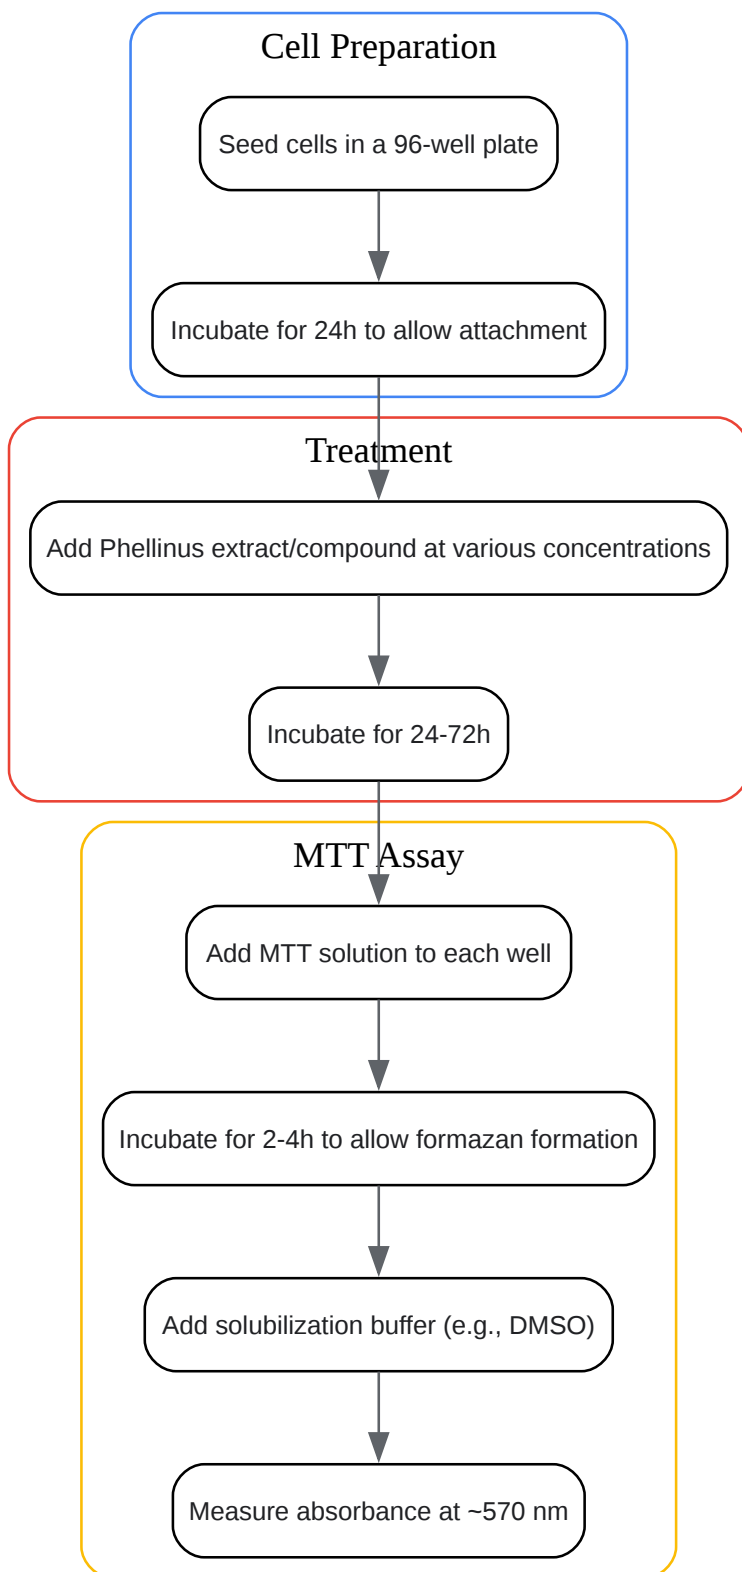 Cell Preparation
Seed cells in a 96-well plate
Incubate for 24h to allow attachment
Treatment
Add Phellinus extract/compound at various concentrations
Incubate for 24-72h
MTT Assay
Add MTT solution to each well
Incubate for 2-4h to allow formazan formation
Add solubilization buffer (e.g., DMSO)
Measure absorbance at ~570 nm